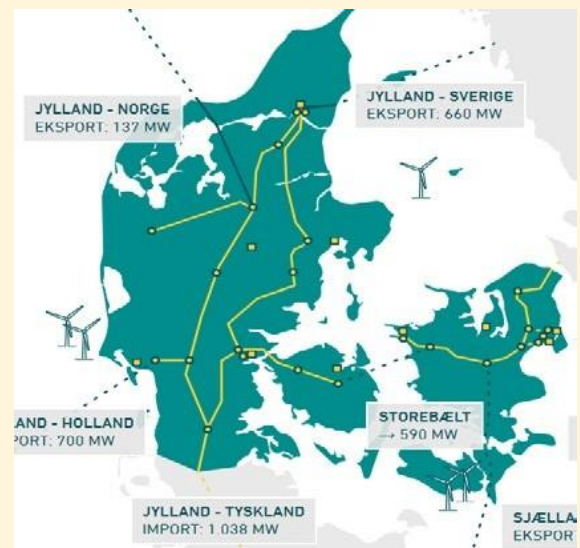 JYLLAND - NORGE
EKSPORT: 137 MW
JYLLAND - SVERIGE
EKSPORT: 660 MW
AND - HOLLAND
PORT: 700 MW
STOREBÆLT
→ 590 MW
JYLLAND - TYSKLAND
IMPORT: 1.038 MW
SJÆLLA
EKSPOR